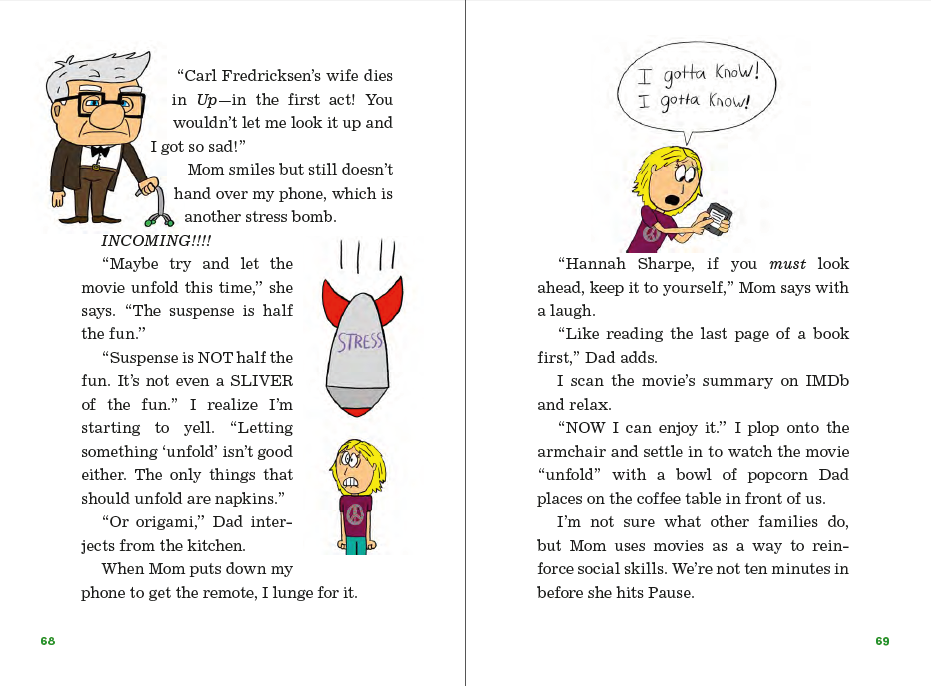 “Carl Fredricksen’s wife dies
in Up—in the first act! You
wouldn’t let me look it up and
I got so sad!”
Mom smiles but still doesn’t
hand over my phone, which is
another stress bomb.
INCOMING!!!!
“Maybe try and let the
movie unfold this time,” she
says. “The suspense is half
the fun.”
“Suspense is NOT half the
fun. It’s not even a SLIVER
of the fun.” I realize I’m
starting to yell. “Letting
something ‘unfold’ isn’t good
either. The only things that
should unfold are napkins.”
“Or origami,” Dad inter-
jects from the kitchen.
When Mom puts down my
phone to get the remote, I lunge for it.
STRESS
68
I gotta Know!
I gotta Know!
“Hannah Sharpe, if you must look
ahead, keep it to yourself,” Mom says with
a laugh.
“Like reading the last page of a book
first,” Dad adds.
I scan the movie’s summary on IMDb
and relax.
“NOW I can enjoy it.” I plop onto the
armchair and settle in to watch the movie
“unfold” with a bowl of popcorn Dad
places on the coffee table in front of us.
I’m not sure what other families do,
but Mom uses movies as a way to rein-
force social skills. We’re not ten minutes in
before she hits Pause.
69